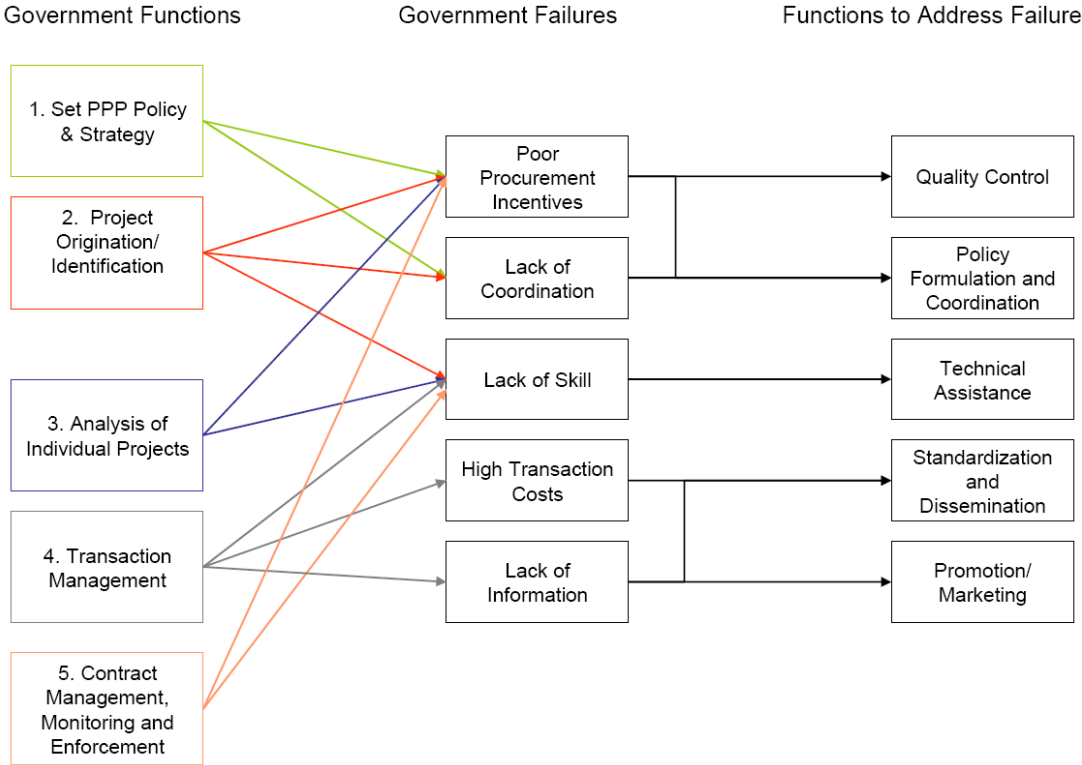 Government Functions
Government Failures
Functions to Address Failure
1. Set PPP Policy
& Strategy
2. Project
Origination/
Identification
3. Analysis of
Individual Projects
4. Transaction
Management
5. Contract
Management,
Monitoring and
Enforcement
Poor
Procurement
Incentives
Lack of
Coordination
Lack of Skill
High Transaction
Costs
Lack of
Information
Quality Control
Policy
Formulation and
Coordination
Technical
Assistance
Standardization
and
Dissemination
Promotion/
Marketing